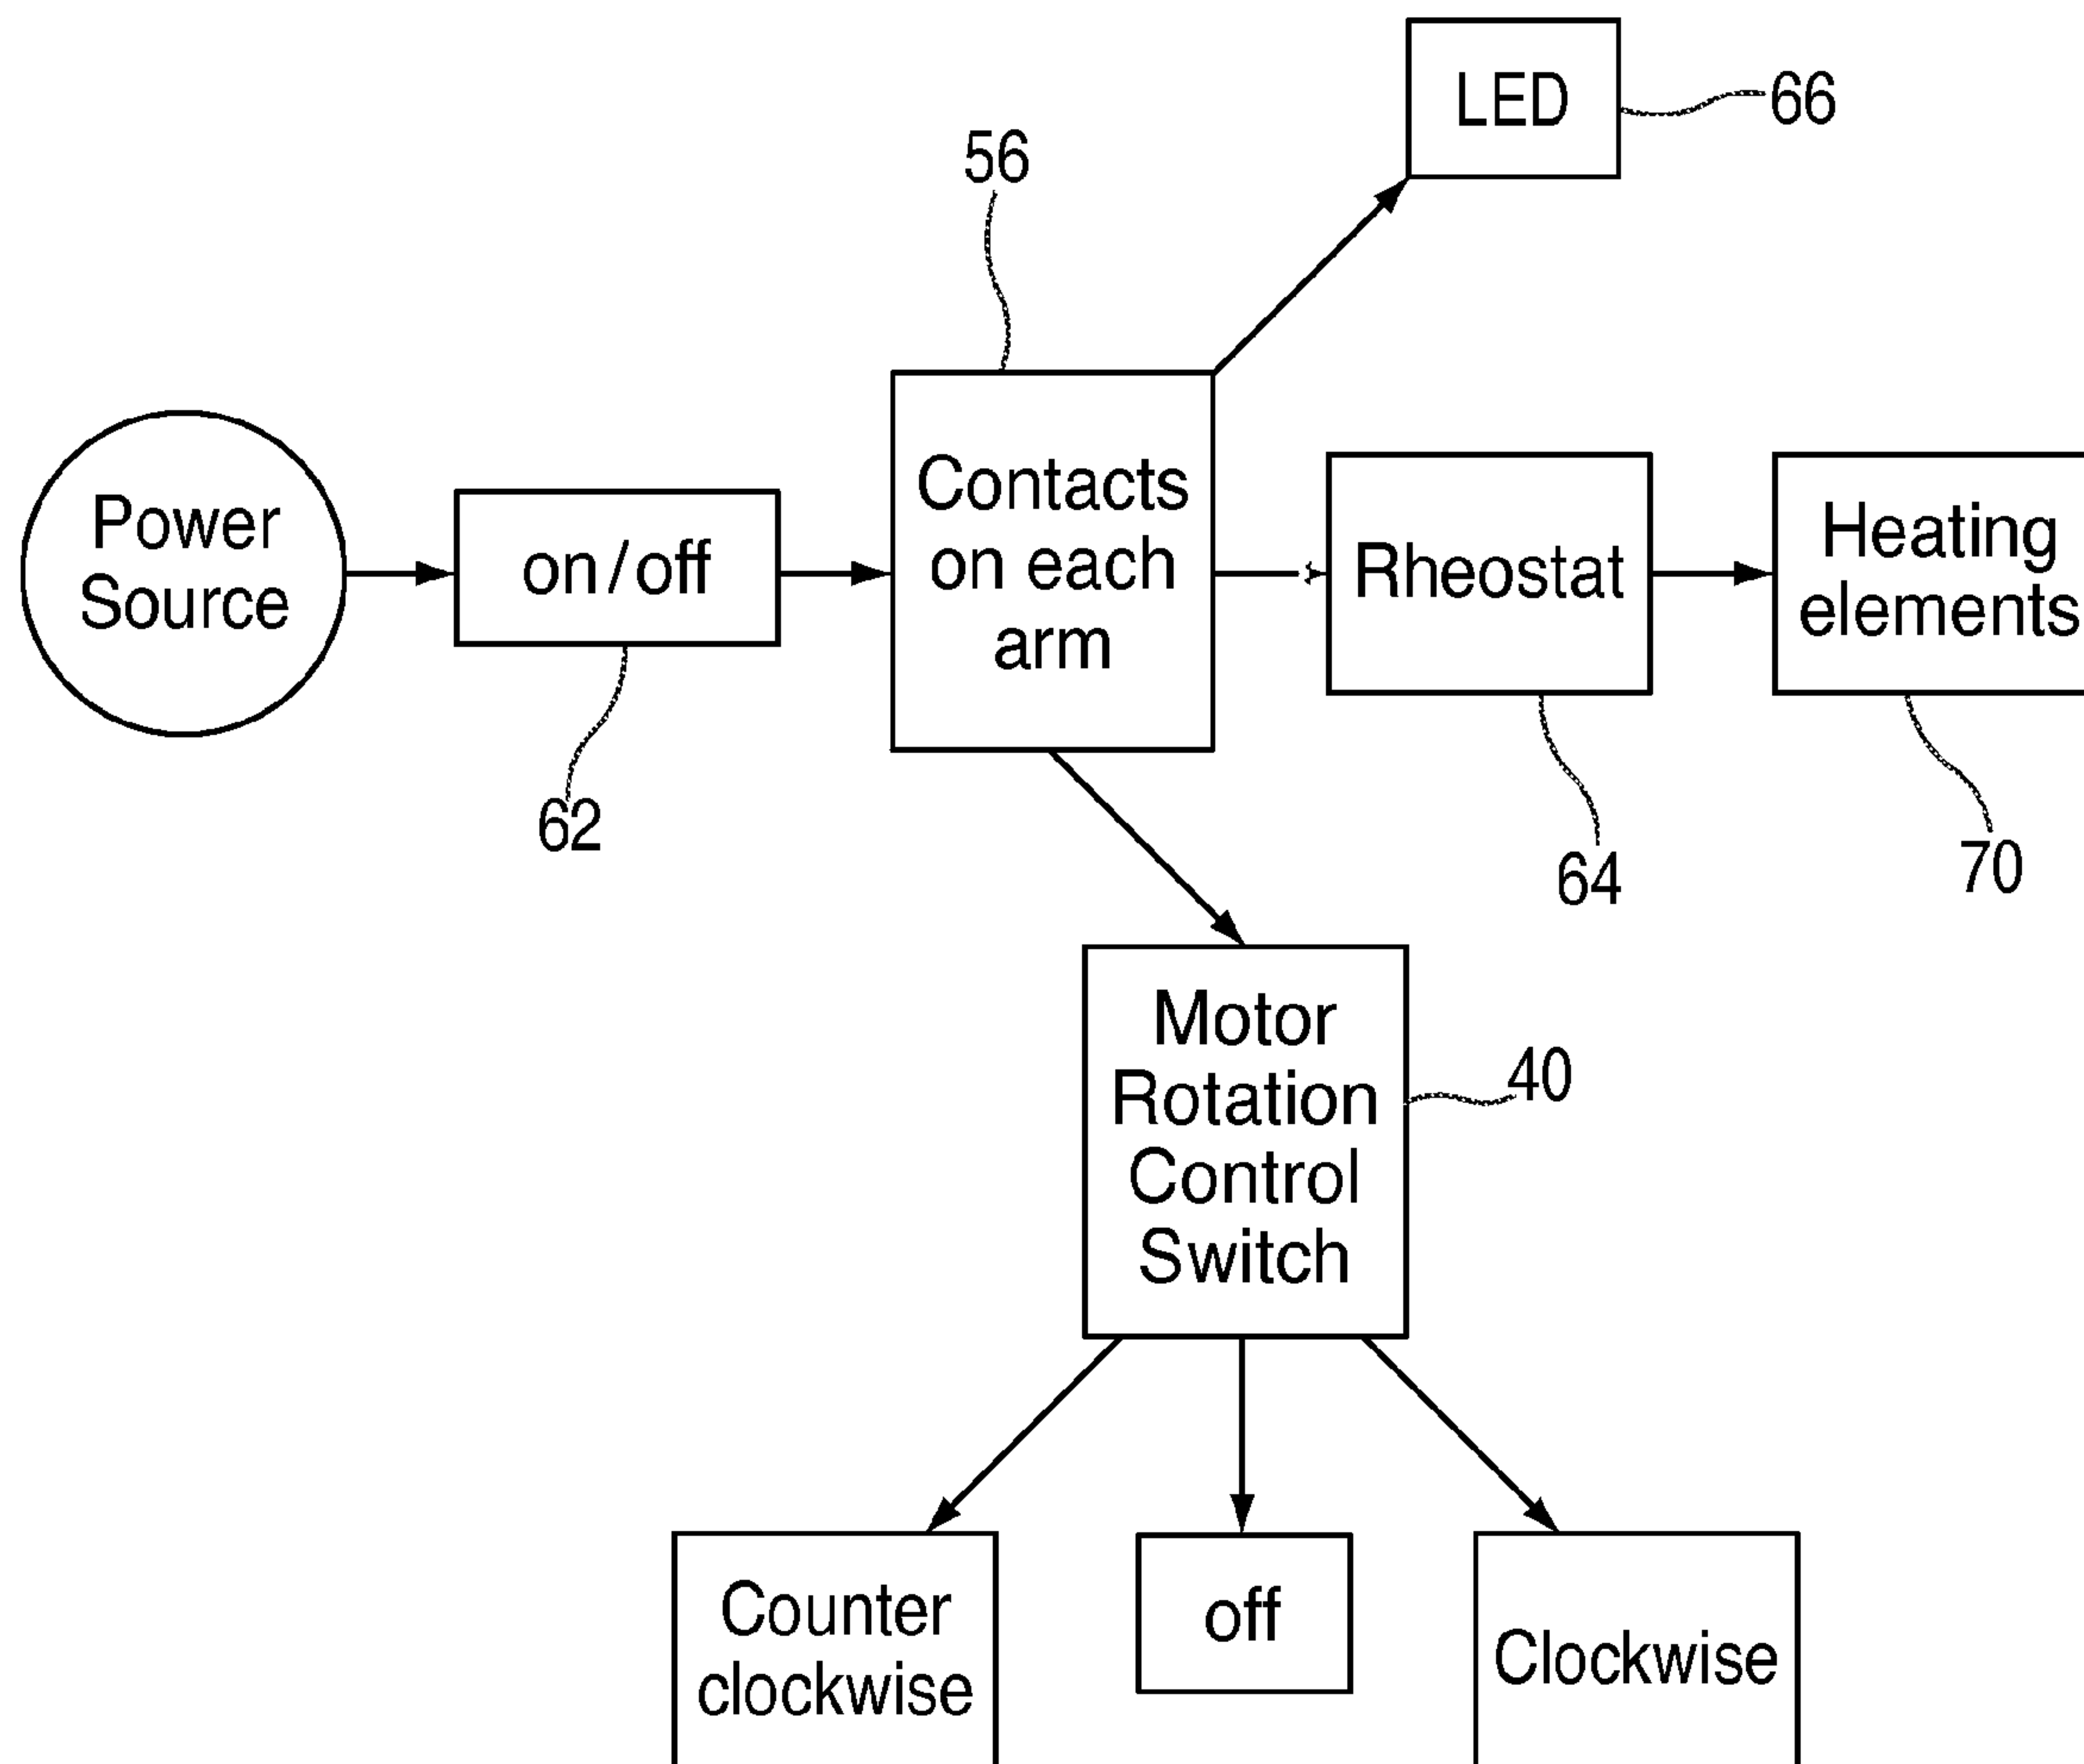 LED
66
56
Power
Source
on/off
62
Contacts
on each
arm
Rheostat
64
Heating
elements
70
Motor
Rotation
Control
Switch
40
Counter
clockwise
off
Clockwise